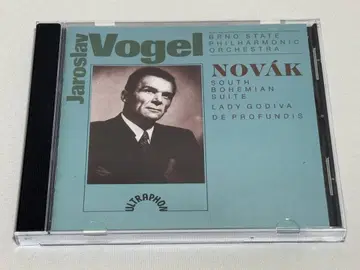 Jaroslav
Vogel
BRNO STATE
PHILHARMONIC
ORCHESTRA
NOVÁK
SOUTH
BOHEMIAN
SUITE
LADY GODIVA
DE PROFUNDIS
ULTRAPHON